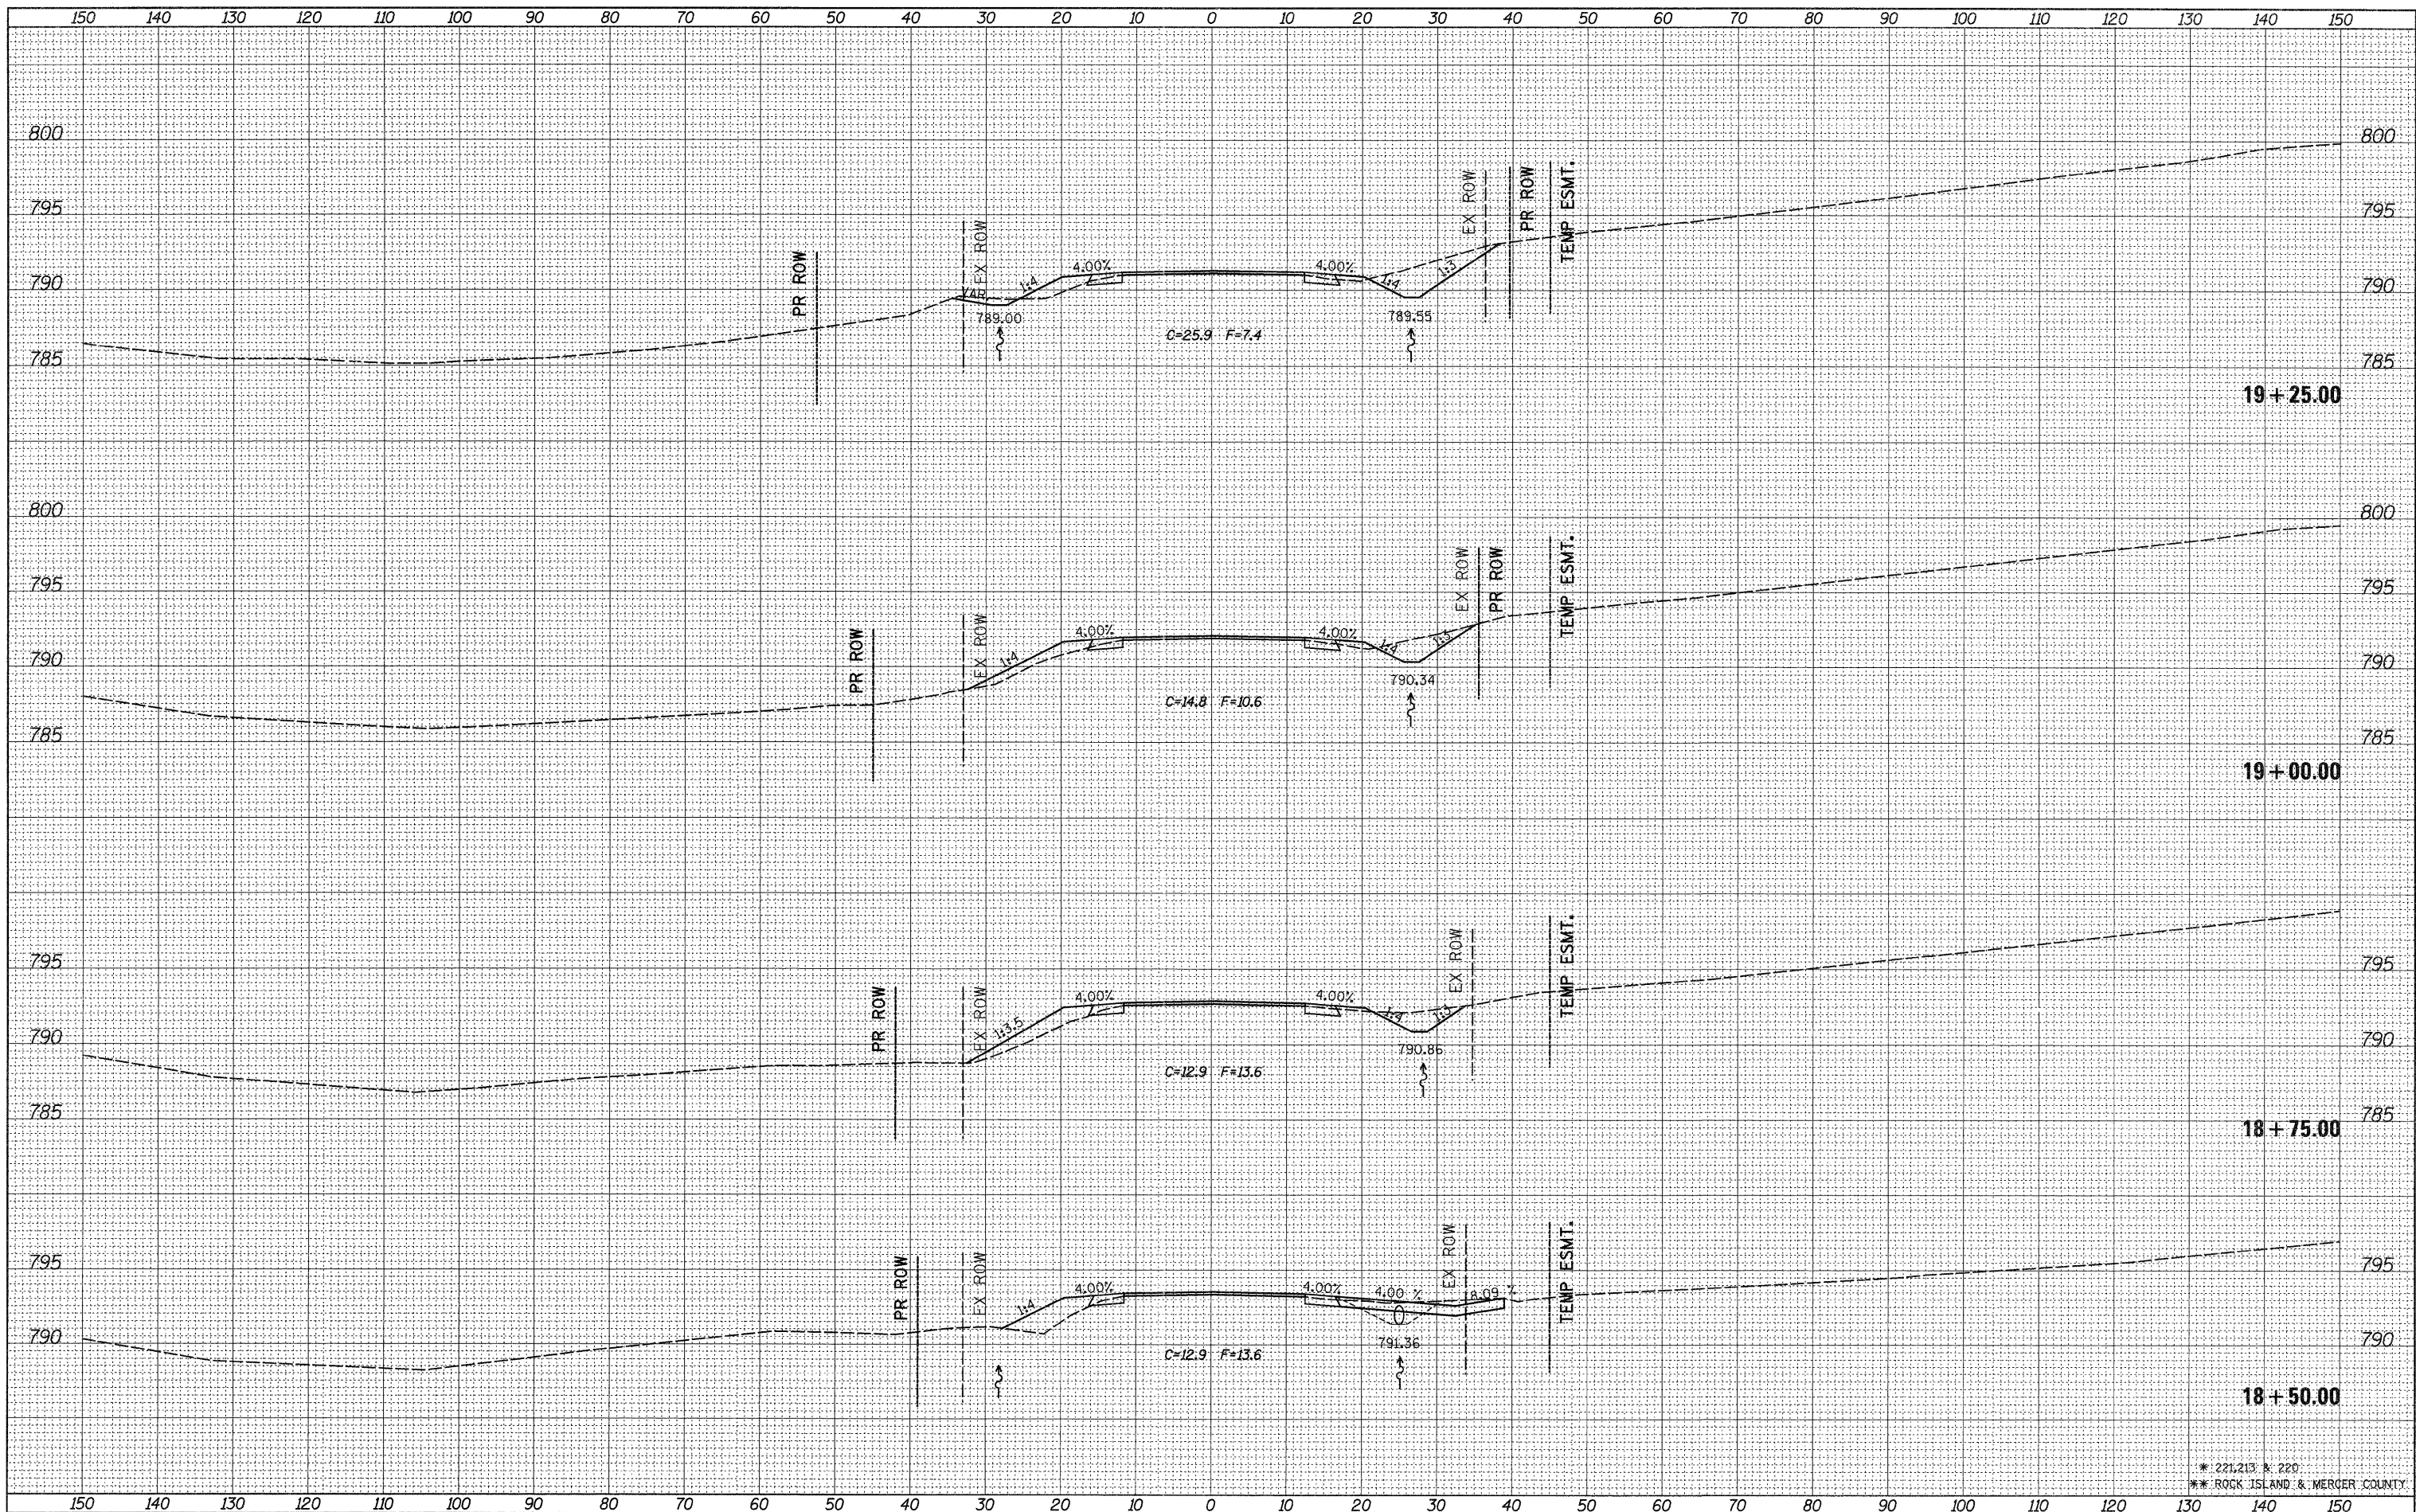 150 140 130 120 110 100 90 80 70 60 50 40 30 20 10 0 10 20 30 40 50 60 70 80 90 100 110 120 130 140 150
800 800
PR ROW EX ROW EX ROW PR ROW TEMP ESMT.
795 795
790 VAR. 1:4 4.00% 4.00% 1:4 1:3 790
789.00 789.55
C=25.9 F=7.4
785 785
19+25.00
800 800
PR ROW EX ROW EX ROW PR ROW TEMP ESMT.
795 795
1:4 4.00% 4.00% 1:4 1:3
790 790
790.34
C=14.8 F=10.6
785 785
19+00.00
PR ROW EX ROW EX ROW TEMP ESMT.
795 795
1:3.5 4.00% 4.00% 1:4 1:3
790 790
790.86
C=12.9 F=13.6
785 785
18+75.00
PR ROW EX ROW EX ROW TEMP ESMT.
795 795
1:4 4.00% 4.00% 4.00 % 8.09 %
790 790
791.36
C=12.9 F=13.6
18+50.00
* 221,213 & 220
** ROCK ISLAND & MERCER COUNTY
150 140 130 120 110 100 90 80 70 60 50 40 30 20 10 0 10 20 30 40 50 60 70 80 90 100 110 120 130 140 150